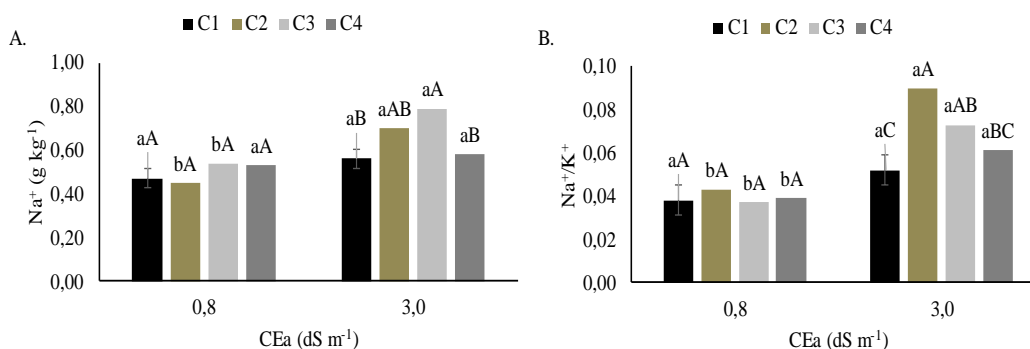 A.
C1 C2 C3 C4
Na⁺ (g kg⁻¹)
1,00
0,80
0,60
0,40
0,20
0,00
aA bA bA aA
aB aAB aA aB
0,8 3,0
CEa (dS m⁻¹)
B.
C1 C2 C3 C4
Na⁺/K⁺
0,10
0,08
0,06
0,04
0,02
0,00
aA bA bA bA
aC aA aAB aBC
0,8 3,0
CEa (dS m⁻¹)